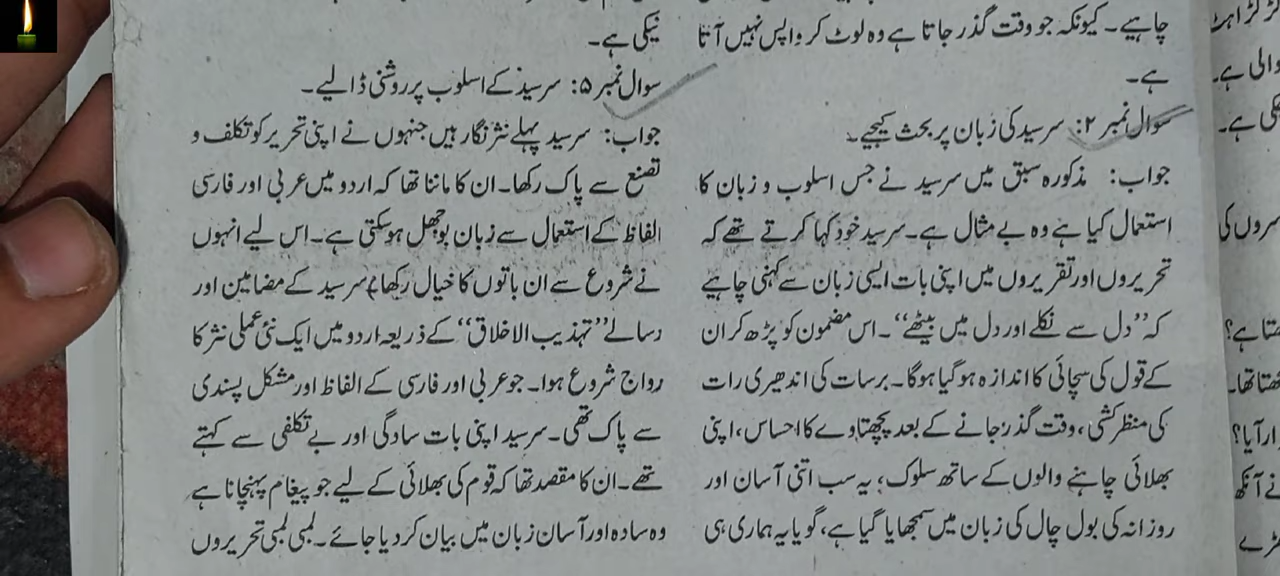 چاہیے۔ کیونکہ جو وقت گذر جاتا ہے وہ لوٹ کر واپس نہیں آتا
ہے۔
سوال نمبر ۲: سرسید کی زبان پر بحث کیجیے۔
جواب: مذکورہ سبق میں سرسید نے جس اسلوب و زبان کا
استعمال کیا ہے وہ بے مثال ہے۔ سرسید خود کہا کرتے تھے کہ
تحریروں اور تقریروں میں اپنی بات ایسی زبان سے کہنی چاہیے
کہ ”دل سے نکلے اور دل میں بیٹھے“۔ اس مضمون کو پڑھ کر ان
کے قول کی سچائی کا اندازہ ہو گیا ہوگا۔ برسات کی اندھیری رات
کی منظر کشی، وقت گذر جانے کے بعد پچھتاوے کا احساس، اپنی
بھلائی چاہنے والوں کے ساتھ سلوک، یہ سب اتنی آسان اور
روزانہ کی بول چال کی زبان میں سمجھایا گیا ہے، گویا یہ ہماری ہی
نیکی ہے۔
سوال نمبر ۵: سرسید کے اسلوب پر روشنی ڈالیے۔
جواب: سرسید پہلے نثر نگار ہیں جنہوں نے اپنی تحریر کو تکلف و
تصنع سے پاک رکھا۔ ان کا ماننا تھا کہ اردو میں عربی اور فارسی
الفاظ کے استعمال سے زبان بوجھل ہو سکتی ہے۔ اس لیے انہوں
نے شروع سے ان باتوں کا خیال رکھا) سرسید کے مضامین اور
رسالے ”تہذیب الاخلاق“ کے ذریعہ اردو میں ایک نئی عملی نثر کا
رواج شروع ہوا۔ جو عربی اور فارسی کے الفاظ اور مشکل پسندی
سے پاک تھی۔ سرسید اپنی بات سادگی اور بے تکلفی سے کہتے
تھے۔ ان کا مقصد تھا کہ قوم کی بھلائی کے لیے جو پیغام پہنچانا ہے
وہ سادہ اور آسان زبان میں بیان کر دیا جائے۔ لمبی لمبی تحریروں